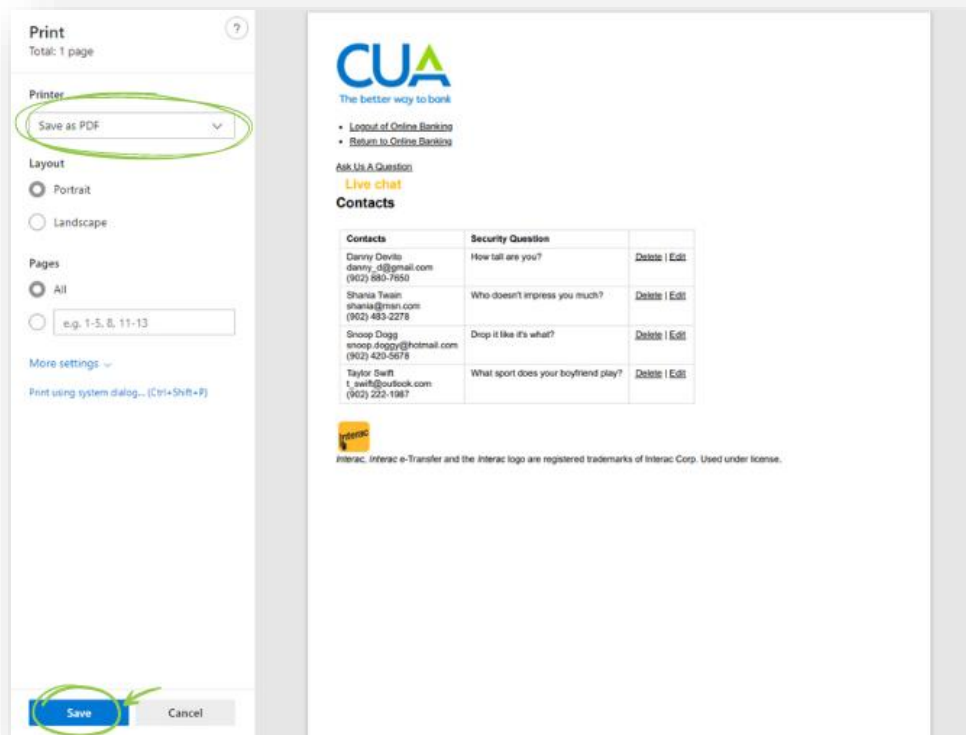 Print
?
Total: 1 page
Printer
Save as PDF
Layout
Portrait
Landscape
Pages
All
e.g. 1-5, 8, 11-13
More settings
Print using system dialog... (Ctrl+Shift+P)
Save
Cancel
CUA
The better way to bank
Logout of Online Banking
Return to Online Banking
Ask Us A Question
Live chat
Contacts
Contacts Security Question
Danny Devito How tall are you? Delete | Edit
danny_d@gmail.com
(902) 880-7650
Shania Twain Who doesn't impress you much? Delete | Edit
shania@msn.com
(902) 483-2278
Snoop Dogg Drop it like it's what? Delete | Edit
snoop.doggy@hotmail.com
(902) 420-5678
Taylor Swift What sport does your boyfriend play? Delete | Edit
t_swift@outlook.com
(902) 222-1987
Interac
Interac, Interac e-Transfer and the Interac logo are registered trademarks of Interac Corp. Used under license.